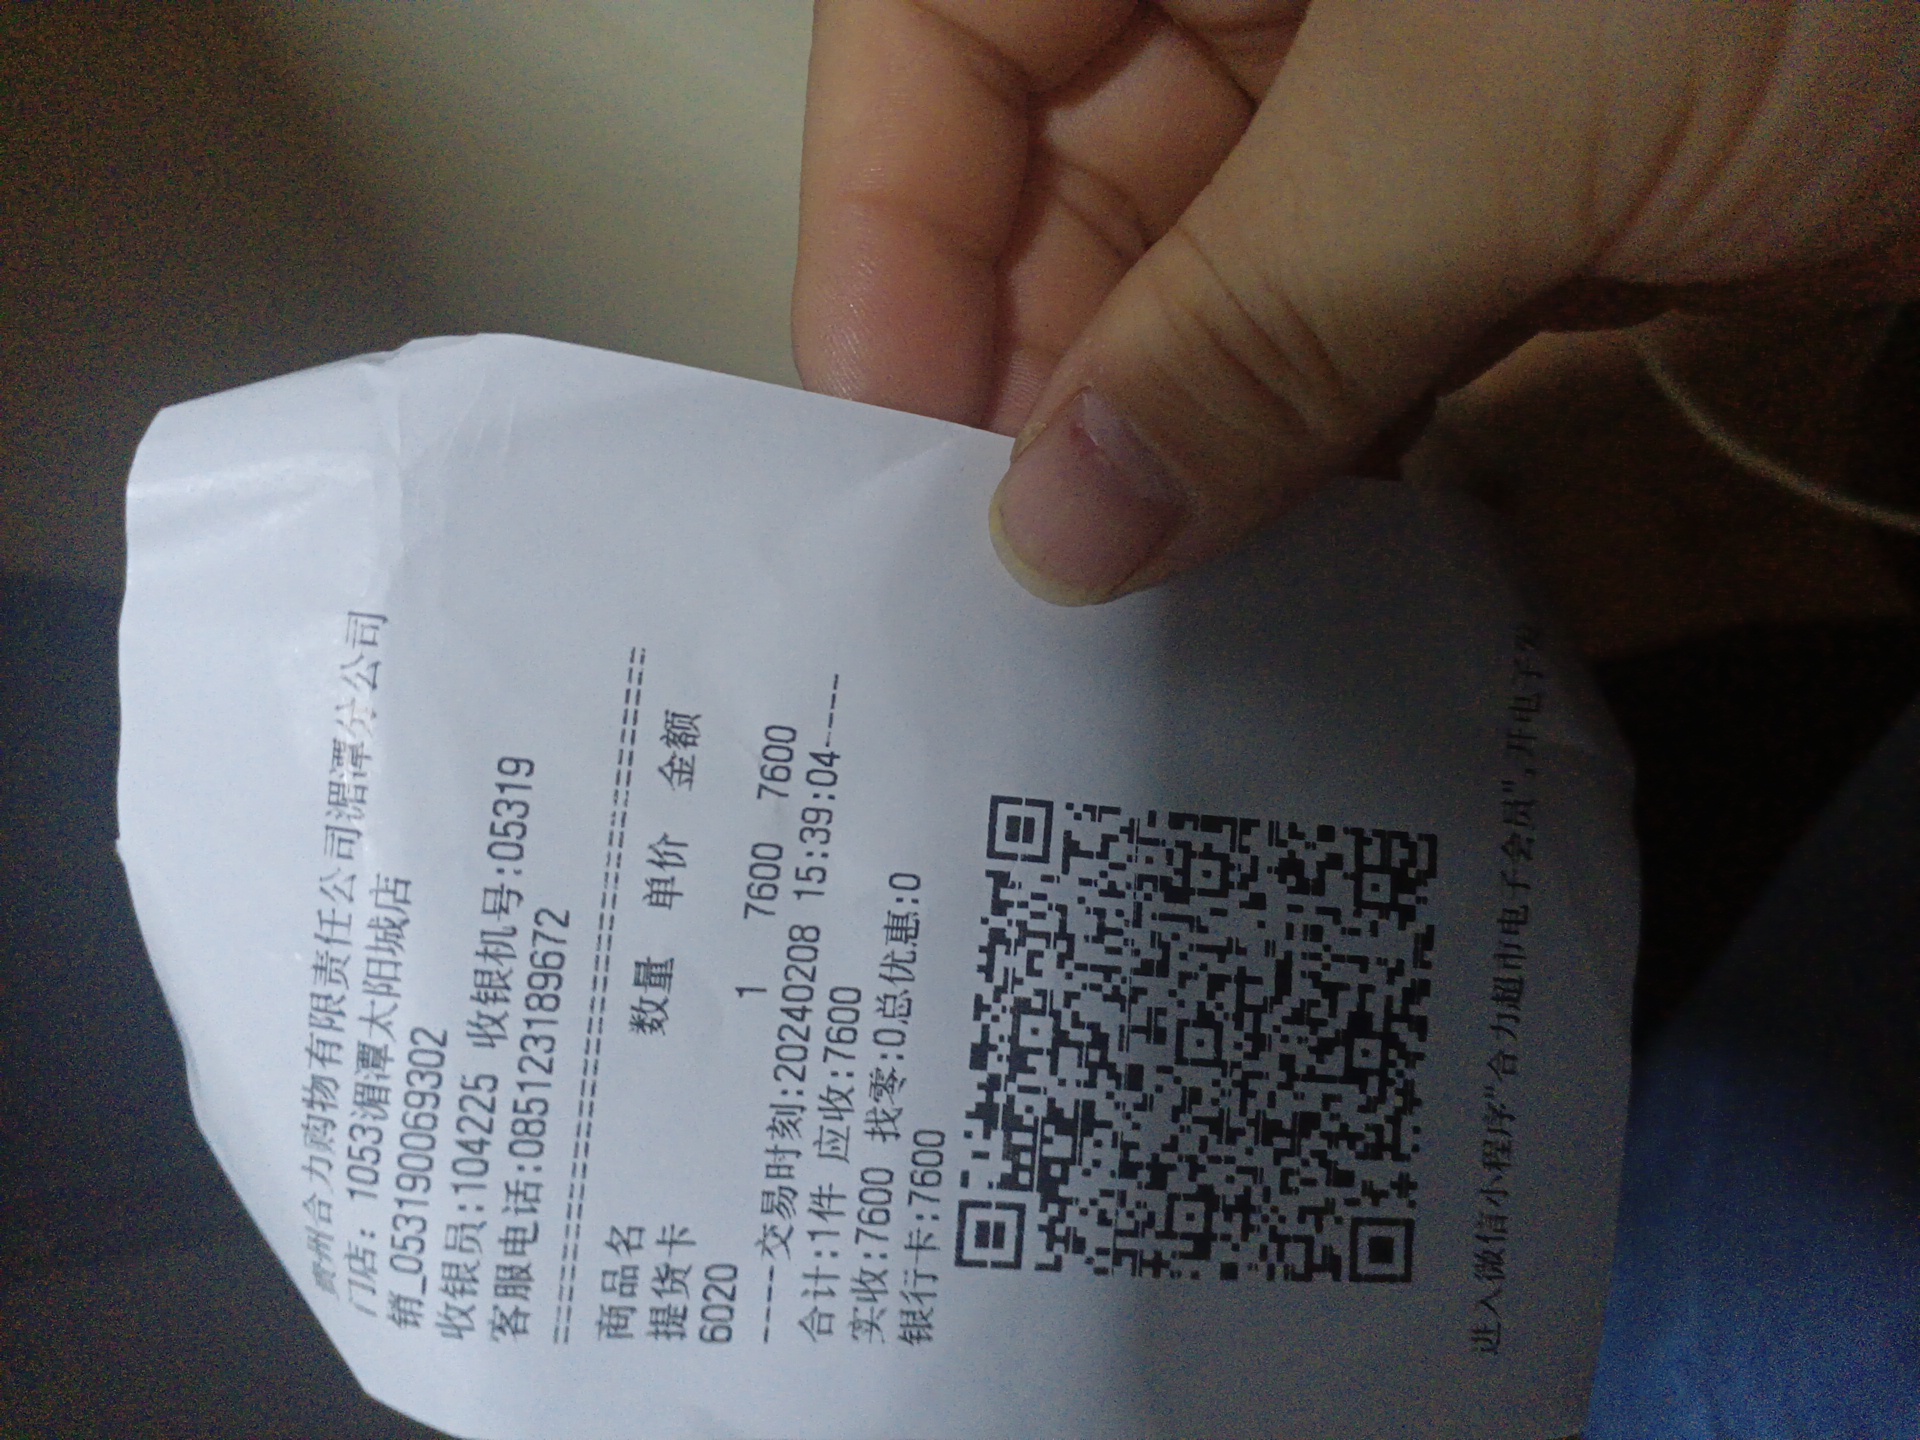 贵州合力购物有限责任公司湄潭分公司
门店：1053湄潭太阳城店
销_0531900693O2
收银员:104225 收银机号:05319
客服电话:085123189672
================================
商品名 数量 单价 金额
提货卡
6020 1 7600 7600
----交易时刻:20240208 15:39:04----
合计:1件 应收:7600
实收:7600 找零:0总优惠:0
银行卡:7600
进入微信小程序"合力超市电子会员",开电子发